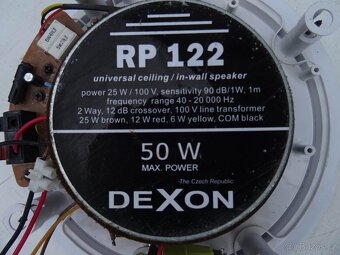 RP 122
universal ceiling / in-wall speaker
power 25 W / 100 V, sensitivity 90 dB/1W, 1m
frequency range 40 - 20 000 Hz
2 Way, 12 dB crossover, 100 V line transformer
25 W brown, 12 W red, 6 W yellow, COM black
50 W
MAX. POWER
-The Czech Republic-
DEXON